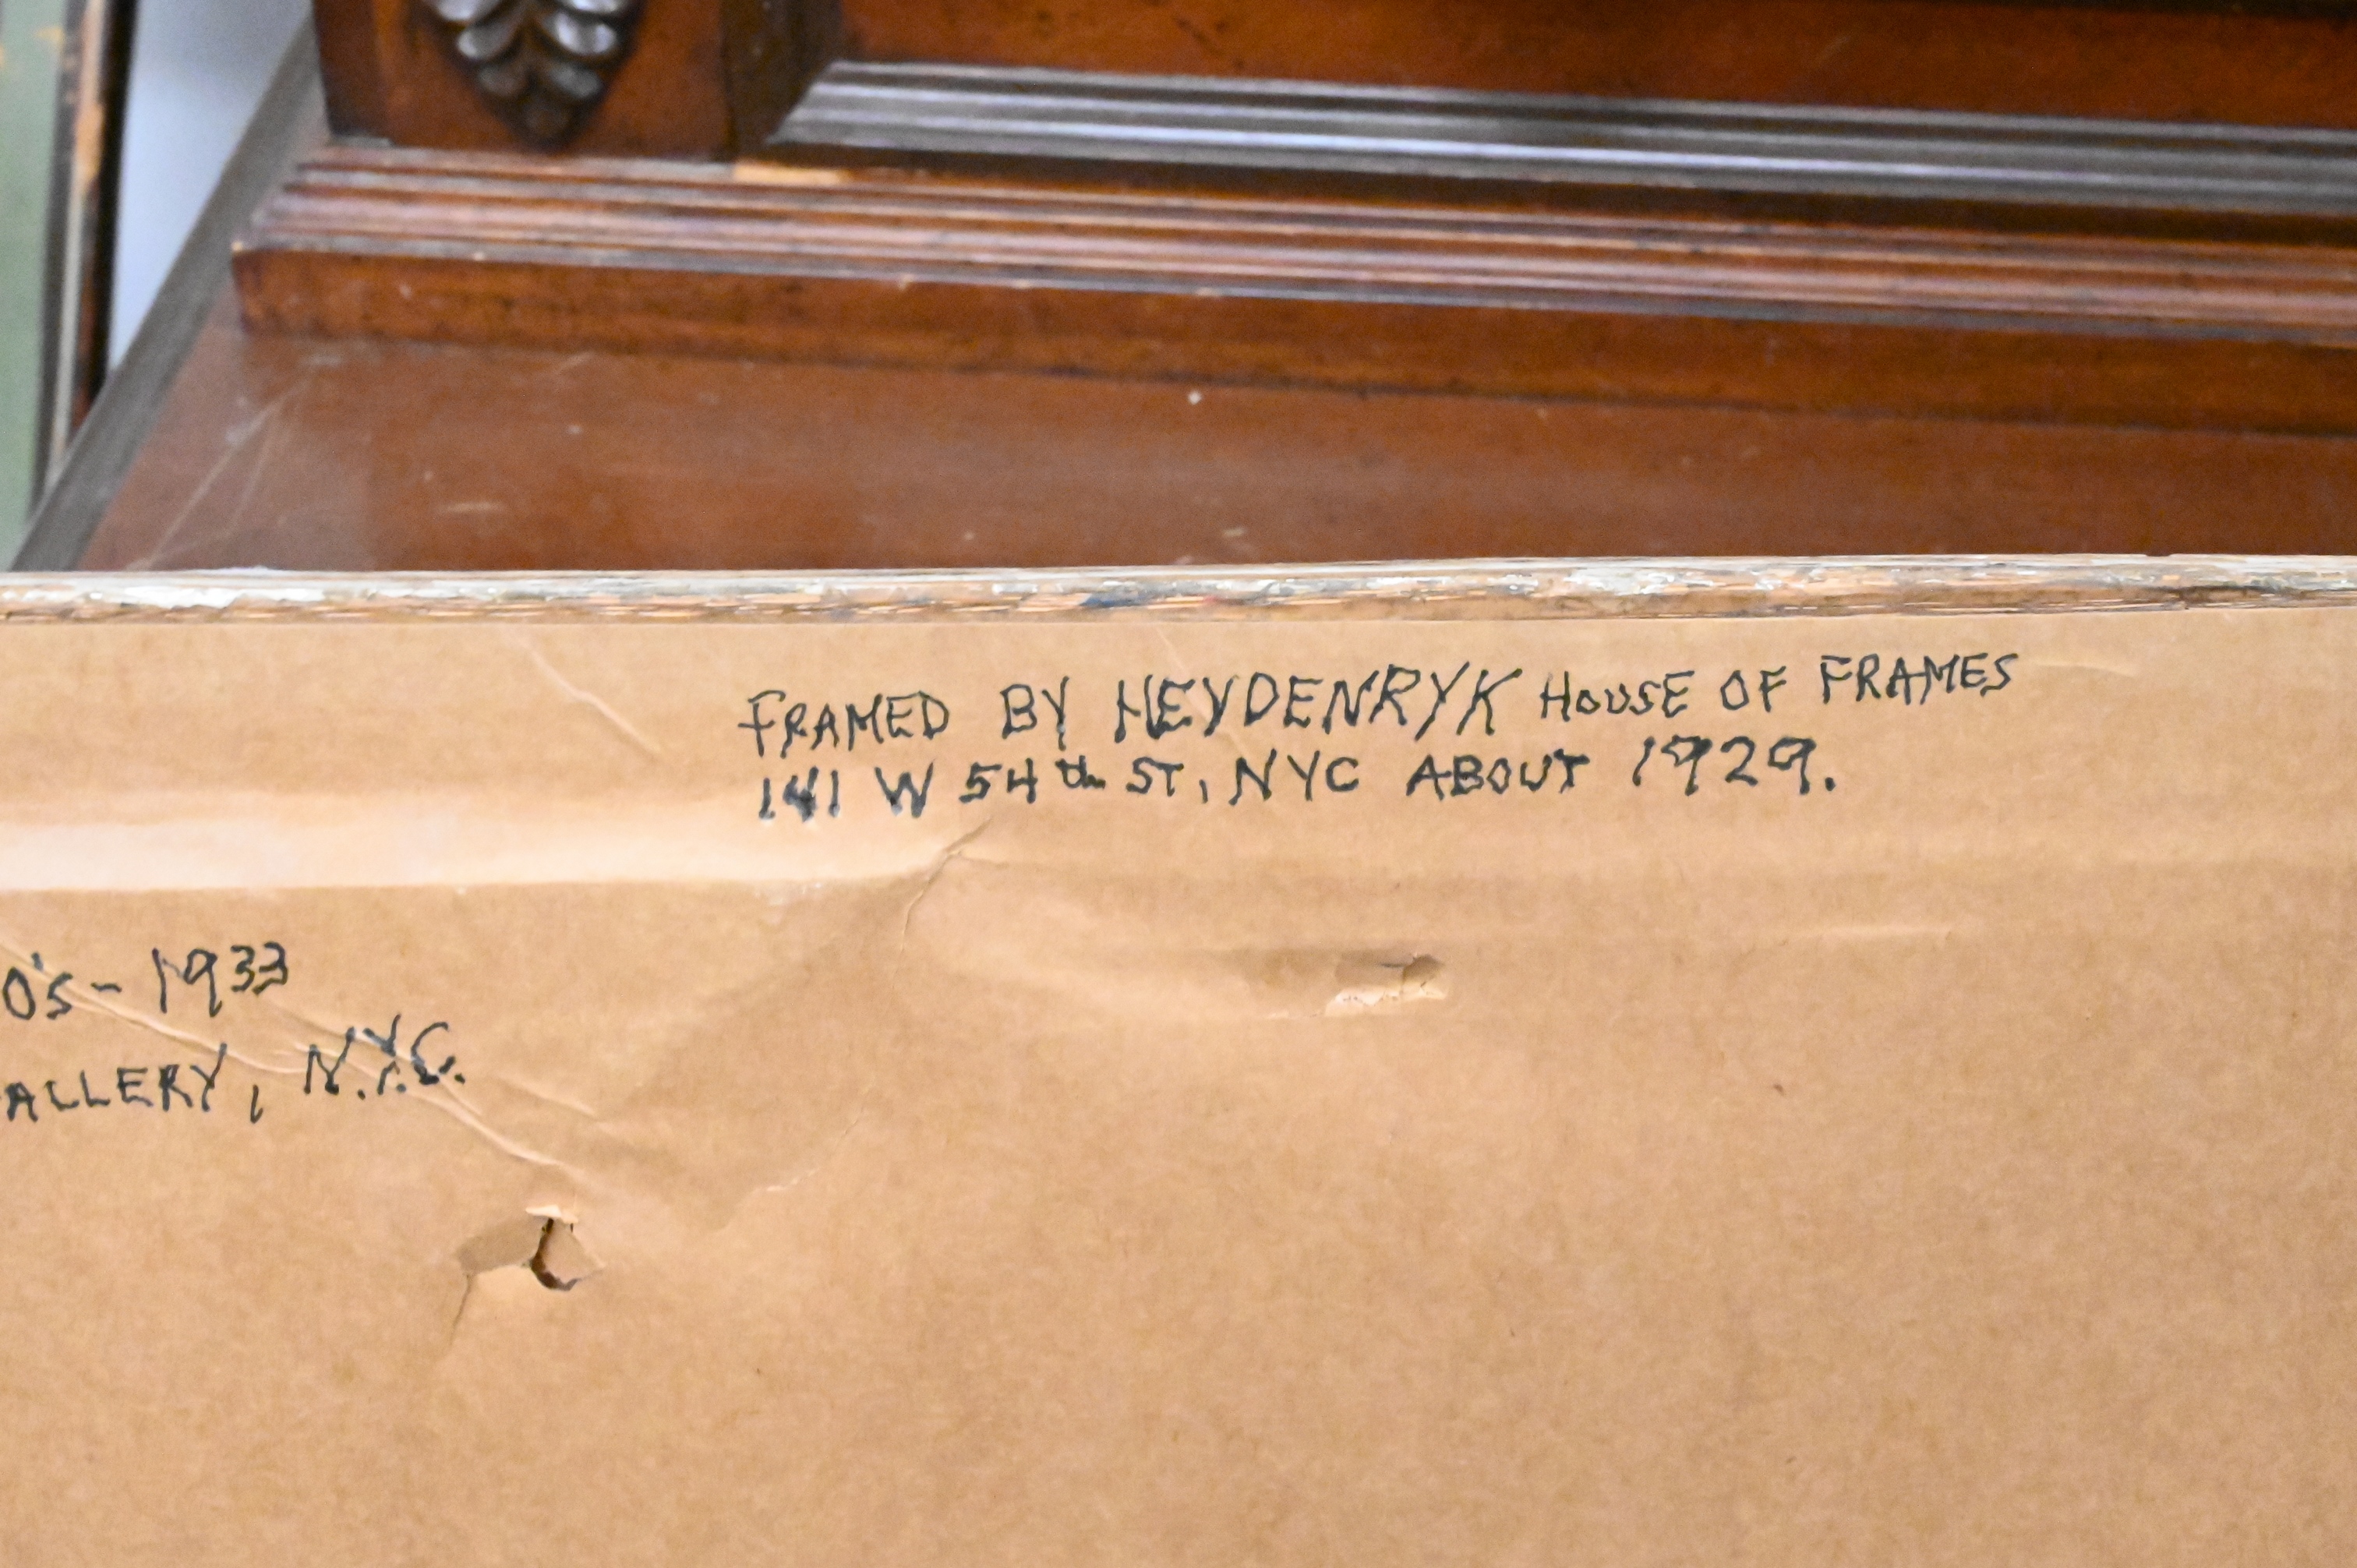 FRAMED BY HEYDENRYK HOUSE OF FRAMES
141 W 54th ST, NYC ABOUT 1929.
0's - 1933
ALLERY, N.Y.C.